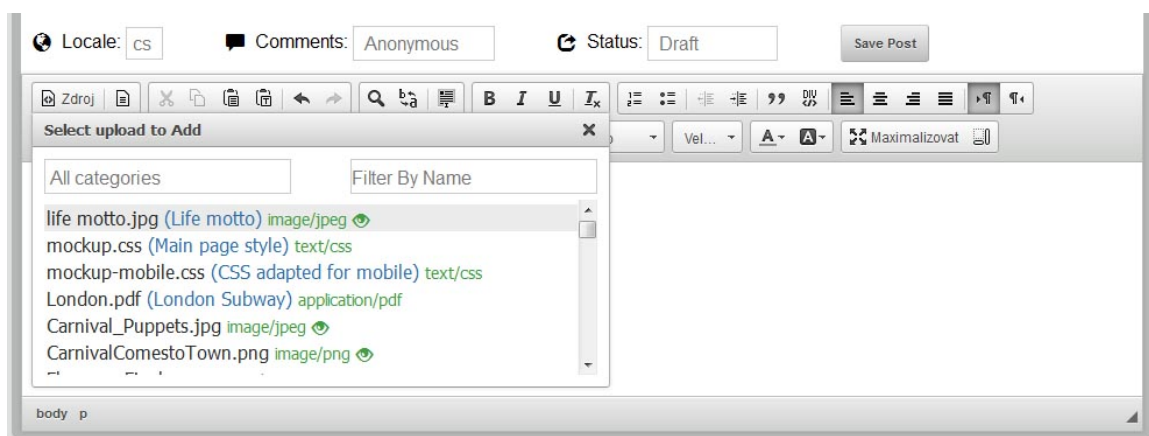 Locale: cs Comments: Anonymous Status: Draft Save Post
Zdroj B I U Tx DIV
Select upload to Add Vel... A A Maximalizovat
All categories Filter By Name
life motto.jpg (Life motto) image/jpeg
mockup.css (Main page style) text/css
mockup-mobile.css (CSS adapted for mobile) text/css
London.pdf (London Subway) application/pdf
Carnival_Puppets.jpg image/jpeg
CarnivalComestoTown.png image/png
body p